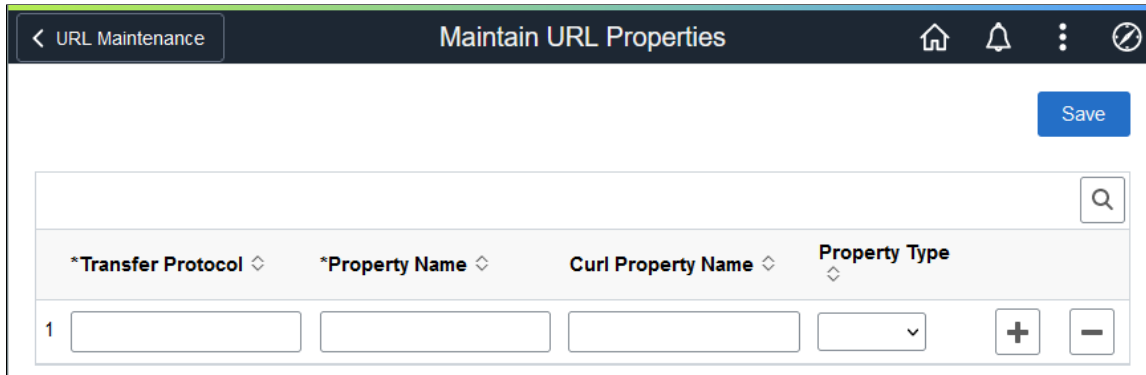 URL Maintenance
Maintain URL Properties
Save
*Transfer Protocol
*Property Name
Curl Property Name
Property Type
1